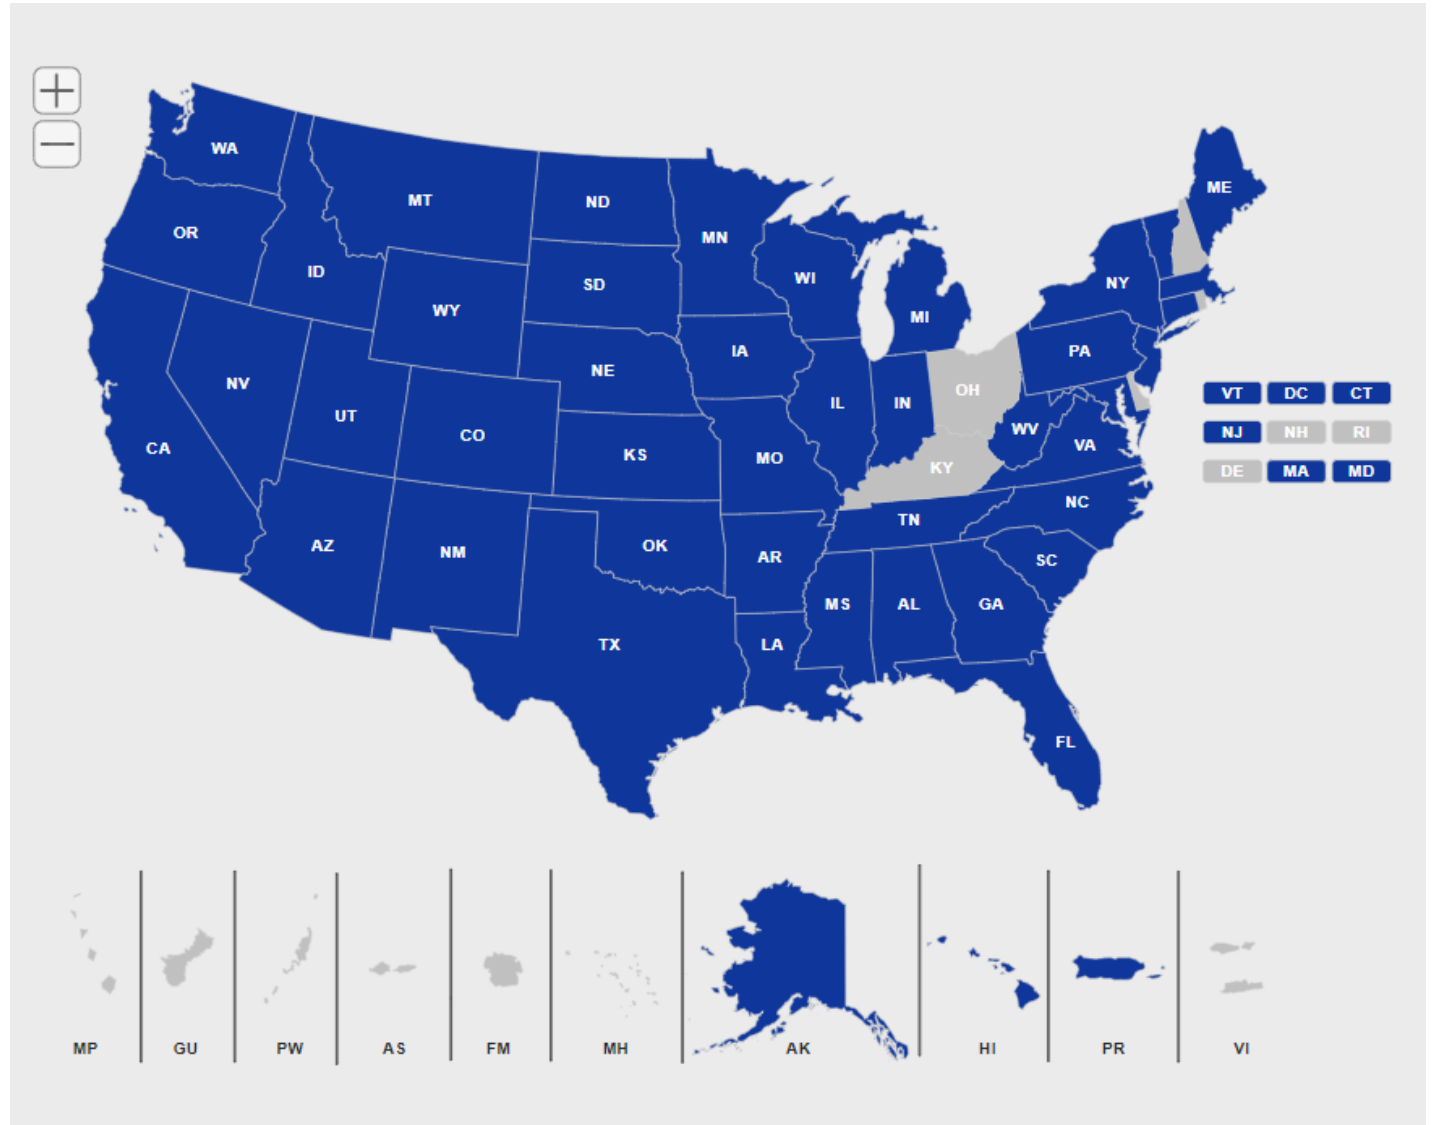 WA
MT
ND
MN
ME
OR
ID
SD
WI
NY
WY
MI
IA
PA
NE
NV
UT
CO
IL
IN
OH
WV
VA
CA
KS
MO
KY
NC
AZ
NM
OK
AR
TN
SC
MS
AL
GA
TX
LA
FL
VT DC CT
NJ NH RI
DE MA MD
MP GU PW AS FM MH AK HI PR VI